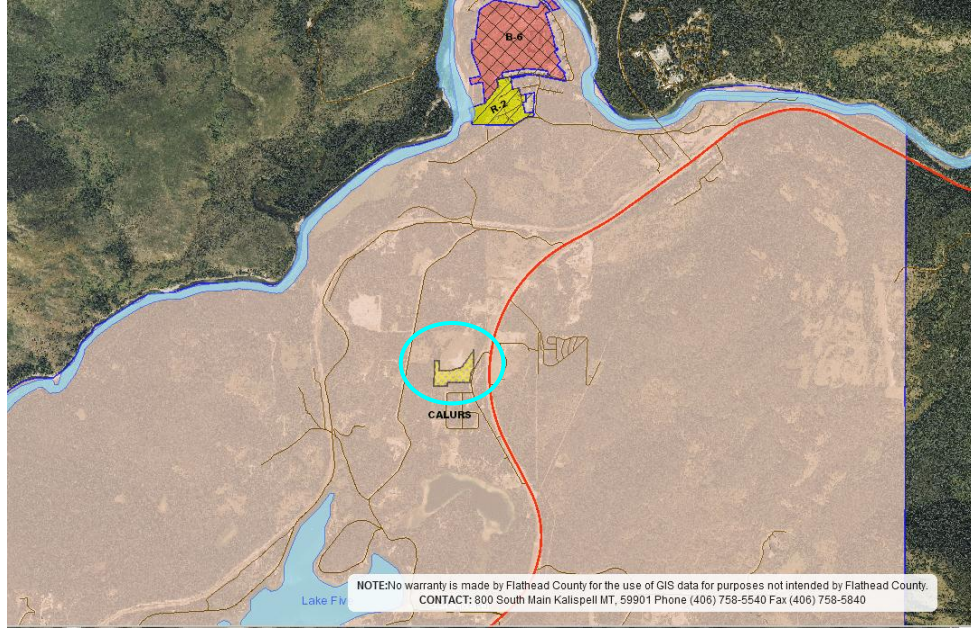 B-6
R-2
CALURS
Lake Fiv
NOTE:No warranty is made by Flathead County for the use of GIS data for purposes not intended by Flathead County.
CONTACT: 800 South Main Kalispell MT, 59901 Phone (406) 758-5540 Fax (406) 758-5840